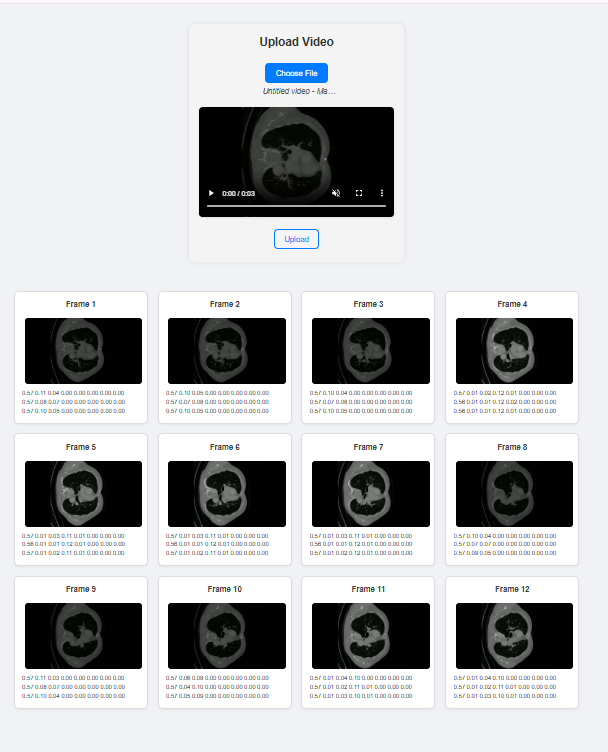 Upload Video
Choose File
Untitled video - Ma...
0:00 / 0:03
Upload
Frame 1
0.57 0.11 0.04 0.00 0.00 0.00 0.00 0.00
0.57 0.08 0.07 0.00 0.00 0.00 0.00 0.00
0.57 0.10 0.05 0.00 0.00 0.00 0.00 0.00
Frame 2
0.57 0.10 0.05 0.00 0.00 0.00 0.00 0.00
0.57 0.07 0.08 0.00 0.00 0.00 0.00 0.00
0.57 0.10 0.05 0.00 0.00 0.00 0.00 0.00
Frame 3
0.57 0.10 0.04 0.00 0.00 0.00 0.00 0.00
0.57 0.07 0.08 0.00 0.00 0.00 0.00 0.00
0.57 0.10 0.05 0.00 0.00 0.00 0.00 0.00
Frame 4
0.57 0.01 0.02 0.12 0.01 0.00 0.00 0.00
0.56 0.01 0.01 0.12 0.02 0.00 0.00 0.00
0.56 0.01 0.01 0.12 0.01 0.00 0.00 0.00
Frame 5
0.57 0.01 0.03 0.11 0.01 0.00 0.00 0.00
0.56 0.01 0.01 0.12 0.01 0.00 0.00 0.00
0.57 0.01 0.02 0.11 0.01 0.00 0.00 0.00
Frame 6
0.57 0.01 0.03 0.11 0.01 0.00 0.00 0.00
0.56 0.01 0.01 0.12 0.01 0.00 0.00 0.00
0.57 0.01 0.02 0.11 0.01 0.00 0.00 0.00
Frame 7
0.57 0.01 0.03 0.11 0.01 0.00 0.00 0.00
0.56 0.01 0.01 0.12 0.01 0.00 0.00 0.00
0.57 0.01 0.02 0.12 0.01 0.00 0.00 0.00
Frame 8
0.57 0.10 0.04 0.00 0.00 0.00 0.00 0.00
0.57 0.07 0.07 0.00 0.00 0.00 0.00 0.00
0.57 0.09 0.05 0.00 0.00 0.00 0.00 0.00
Frame 9
0.57 0.11 0.03 0.00 0.00 0.00 0.00 0.00
0.57 0.08 0.07 0.00 0.00 0.00 0.00 0.00
0.57 0.10 0.04 0.00 0.00 0.00 0.00 0.00
Frame 10
0.57 0.06 0.08 0.00 0.00 0.00 0.00 0.00
0.57 0.04 0.10 0.00 0.00 0.00 0.00 0.00
0.57 0.05 0.09 0.00 0.00 0.00 0.00 0.00
Frame 11
0.57 0.01 0.04 0.10 0.00 0.00 0.00 0.00
0.57 0.01 0.02 0.11 0.01 0.00 0.00 0.00
0.57 0.01 0.03 0.10 0.01 0.00 0.00 0.00
Frame 12
0.57 0.01 0.04 0.10 0.00 0.00 0.00 0.00
0.57 0.01 0.02 0.11 0.01 0.00 0.00 0.00
0.57 0.01 0.03 0.10 0.01 0.00 0.00 0.00